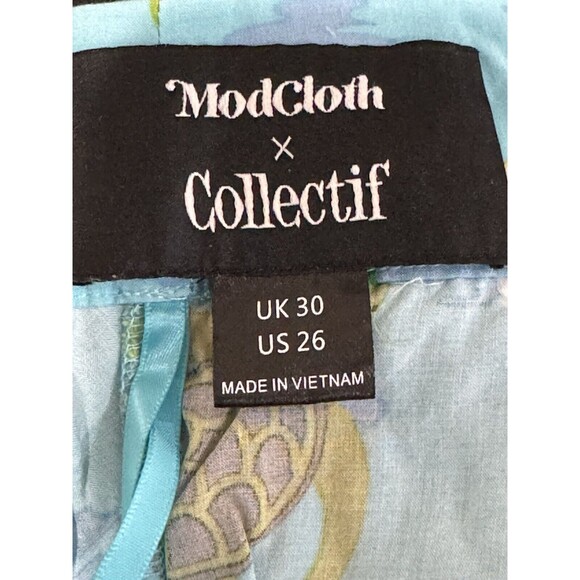 ModCloth
×
Collectif
UK 30
US 26
MADE IN VIETNAM